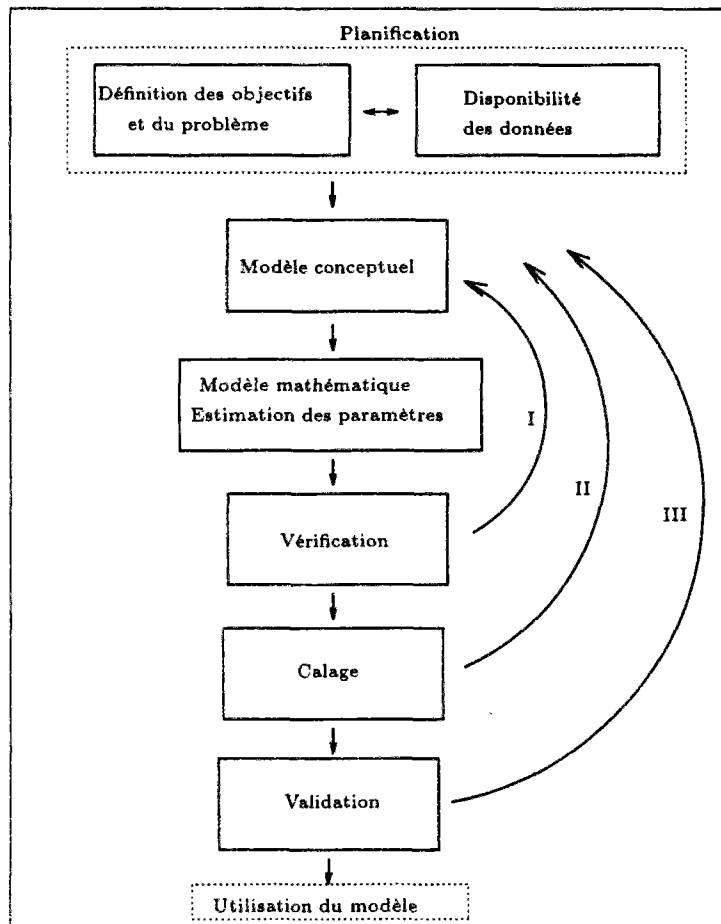 Planification
Définition des objectifs
et du problème
Disponibilité
des données
Modèle conceptuel
Modèle mathématique
Estimation des paramètres
I
II
III
Vérification
Calage
Validation
Utilisation du modèle